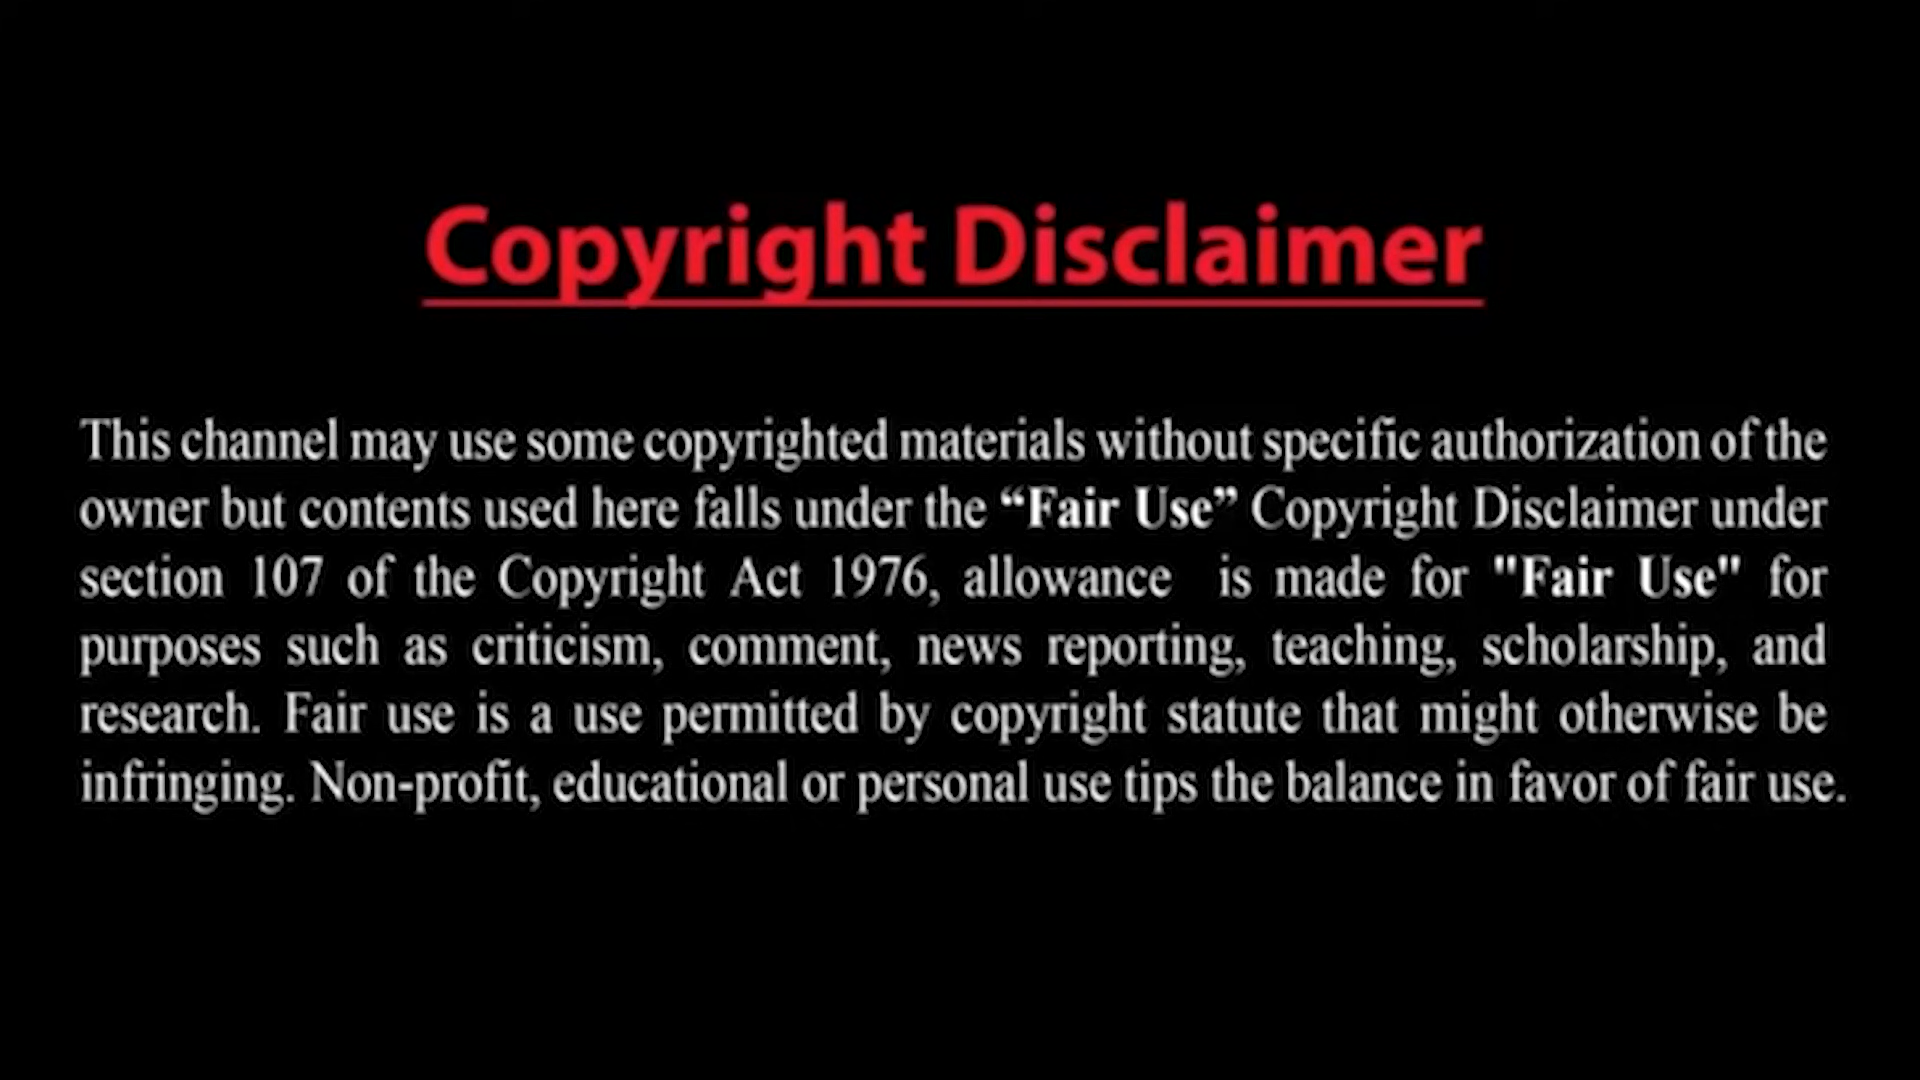 Copyright Disclaimer
This channel may use some copyrighted materials without specific authorization of the
owner but contents used here falls under the “Fair Use” Copyright Disclaimer under
section 107 of the Copyright Act 1976, allowance is made for "Fair Use" for
purposes such as criticism, comment, news reporting, teaching, scholarship, and
research. Fair use is a use permitted by copyright statute that might otherwise be
infringing. Non-profit, educational or personal use tips the balance in favor of fair use.